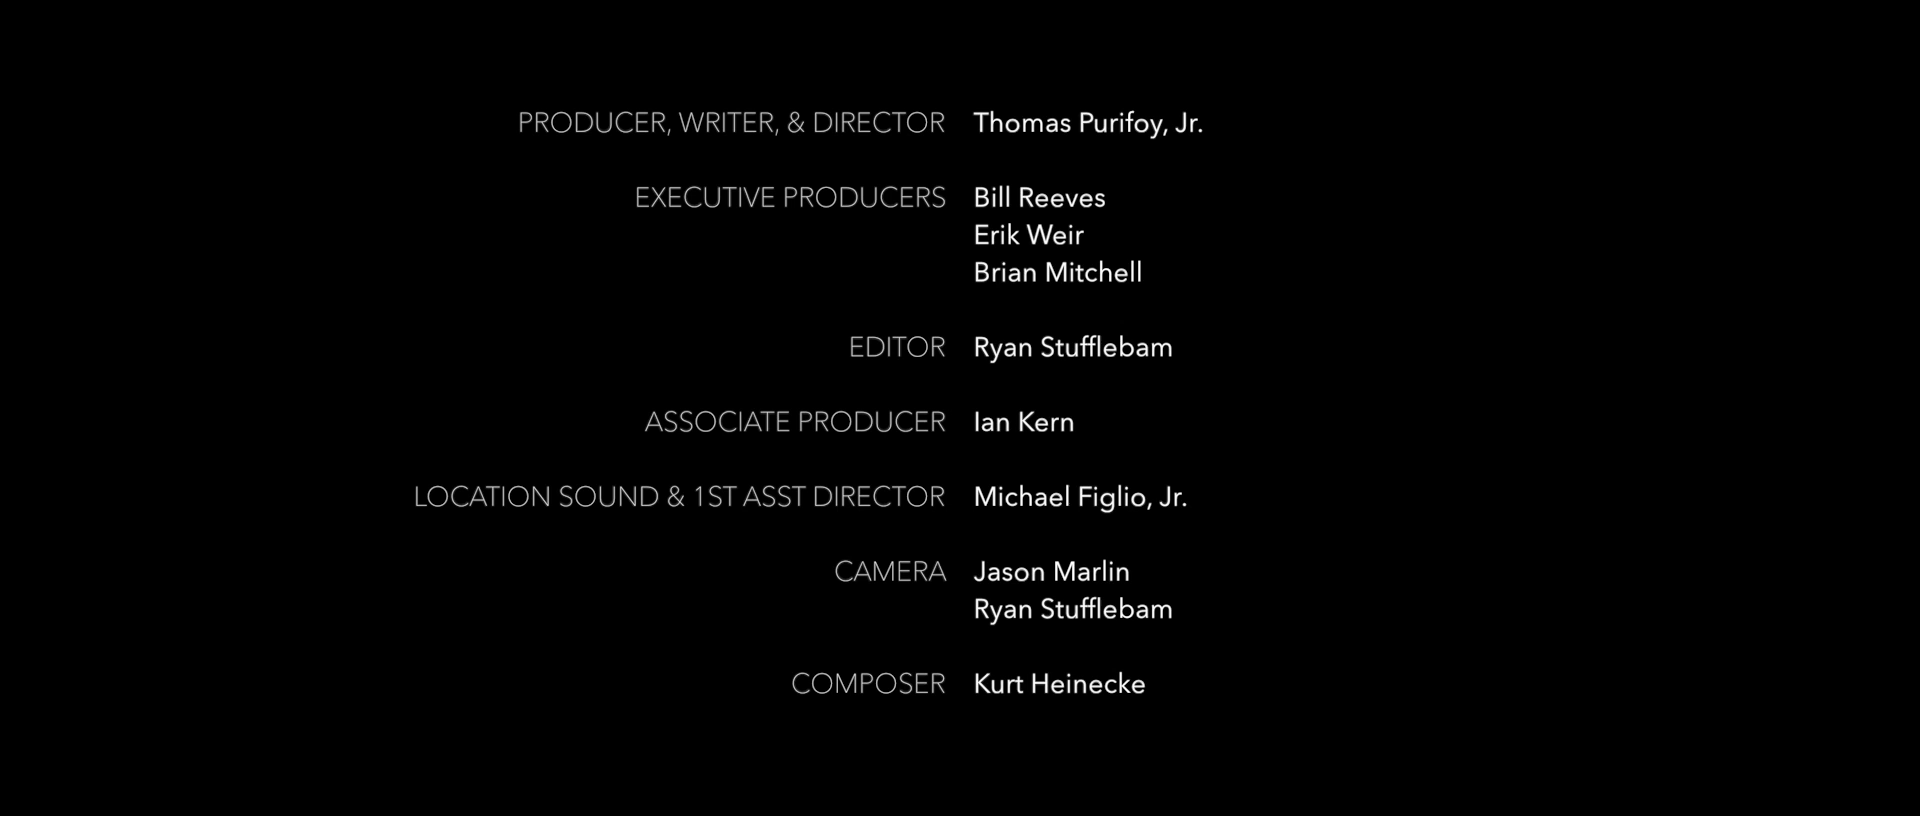 PRODUCER, WRITER, & DIRECTOR Thomas Purifoy, Jr.
EXECUTIVE PRODUCERS Bill Reeves
Erik Weir
Brian Mitchell
EDITOR Ryan Stufflebam
ASSOCIATE PRODUCER Ian Kern
LOCATION SOUND & 1ST ASST DIRECTOR Michael Figlio, Jr.
CAMERA Jason Marlin
Ryan Stufflebam
COMPOSER Kurt Heinecke